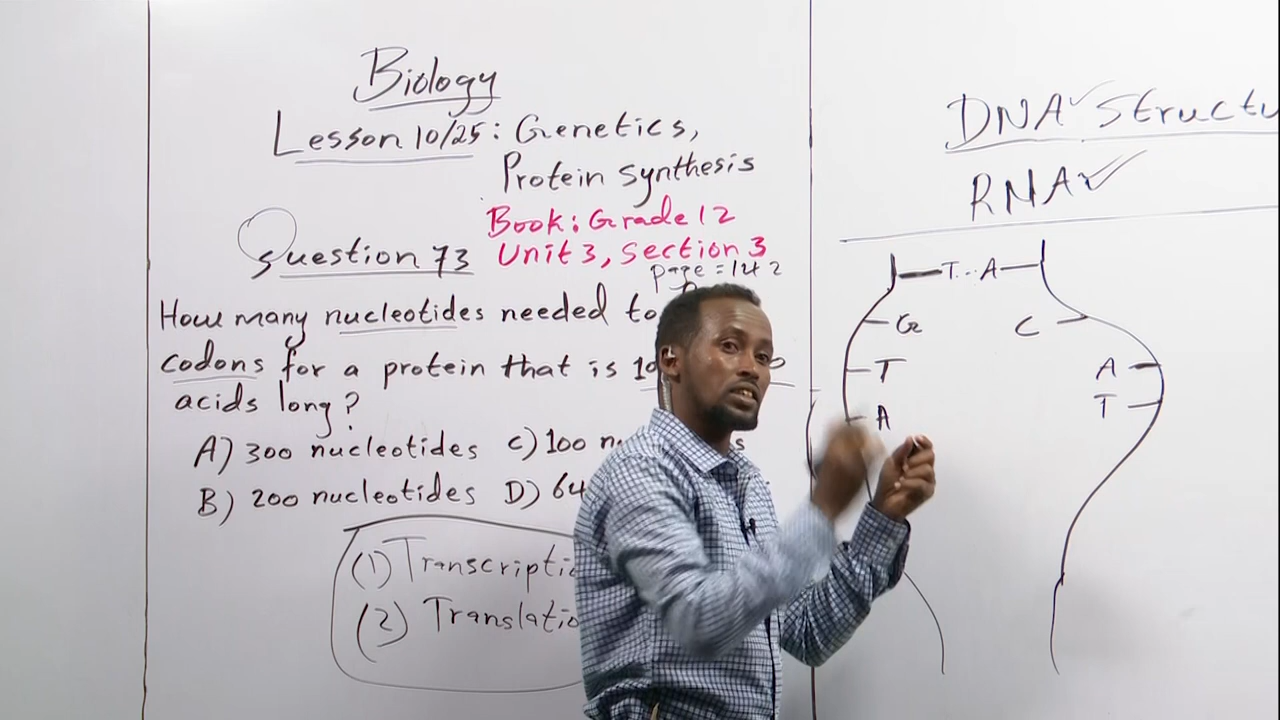 Biology
Lesson 10/25: Genetics,
Protein synthesis
Book: Grade 12
Question 73 Unit 3, Section 3
page = 142
How many nucleotides needed to
codons for a protein that is
acids long?
A) 300 nucleotides C) 100
B) 200 nucleotides D) 64
(1) Transcriptio
(2) Translatio
DNA✓ Structu
RNA✓
T...A
G C
T A
A T